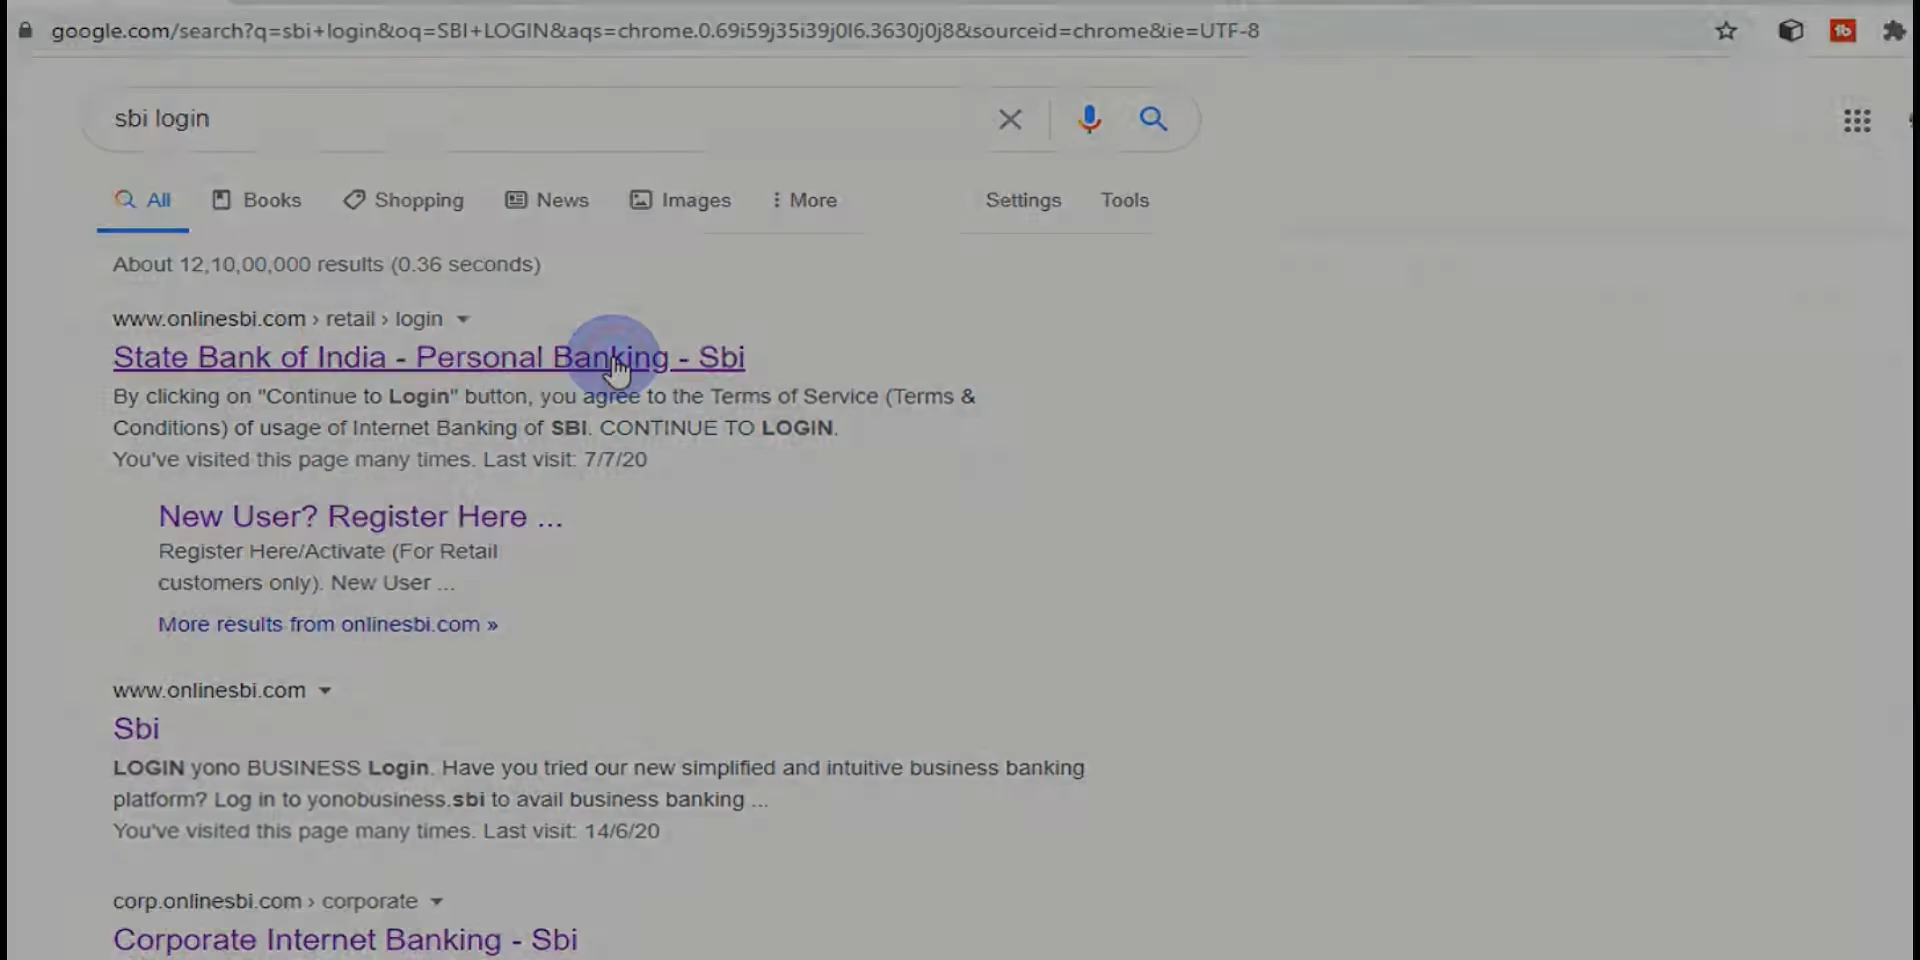 google.com/search?q=sbi+login&oq=SBI+LOGIN&aqs=chrome.0.69i59j35i39j0l6.3630j0j8&sourceid=chrome&ie=UTF-8
sbi login
All Books Shopping News Images More Settings Tools
About 12,10,00,000 results (0.36 seconds)
www.onlinesbi.com › retail › login
State Bank of India - Personal Banking - Sbi
By clicking on "Continue to Login" button, you agree to the Terms of Service (Terms &
Conditions) of usage of Internet Banking of SBI. CONTINUE TO LOGIN.
You've visited this page many times. Last visit: 7/7/20
New User? Register Here ...
Register Here/Activate (For Retail
customers only). New User ...
More results from onlinesbi.com »
www.onlinesbi.com
Sbi
LOGIN yono BUSINESS Login. Have you tried our new simplified and intuitive business banking
platform? Log in to yonobusiness.sbi to avail business banking ...
You've visited this page many times. Last visit: 14/6/20
corp.onlinesbi.com › corporate
Corporate Internet Banking - Sbi